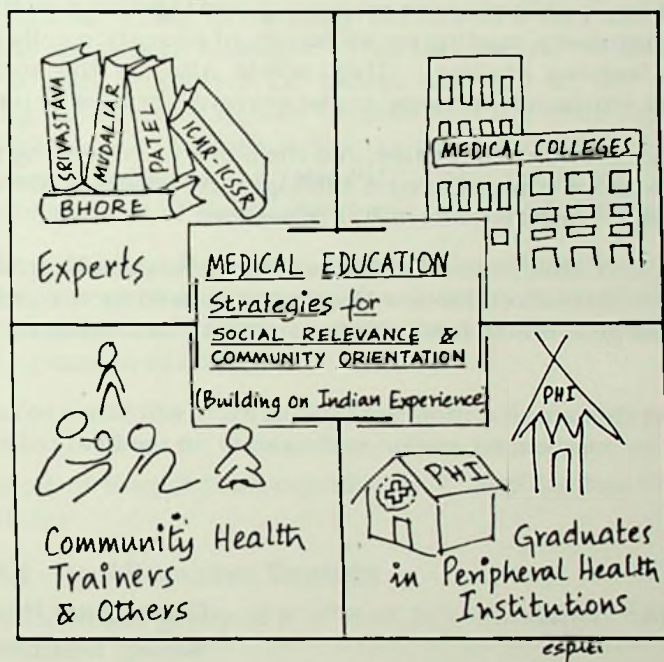 SRIVASTAVA
MUDALIAR
PATEL
ICMR-ICSSR
BHORE
Experts
MEDICAL COLLEGES
MEDICAL EDUCATION
Strategies for
SOCIAL RELEVANCE &
COMMUNITY ORIENTATION
(Building on Indian Experience)
Community Health
Trainers
& Others
PHI
PHI
Graduates
in Peripheral Health
Institutions